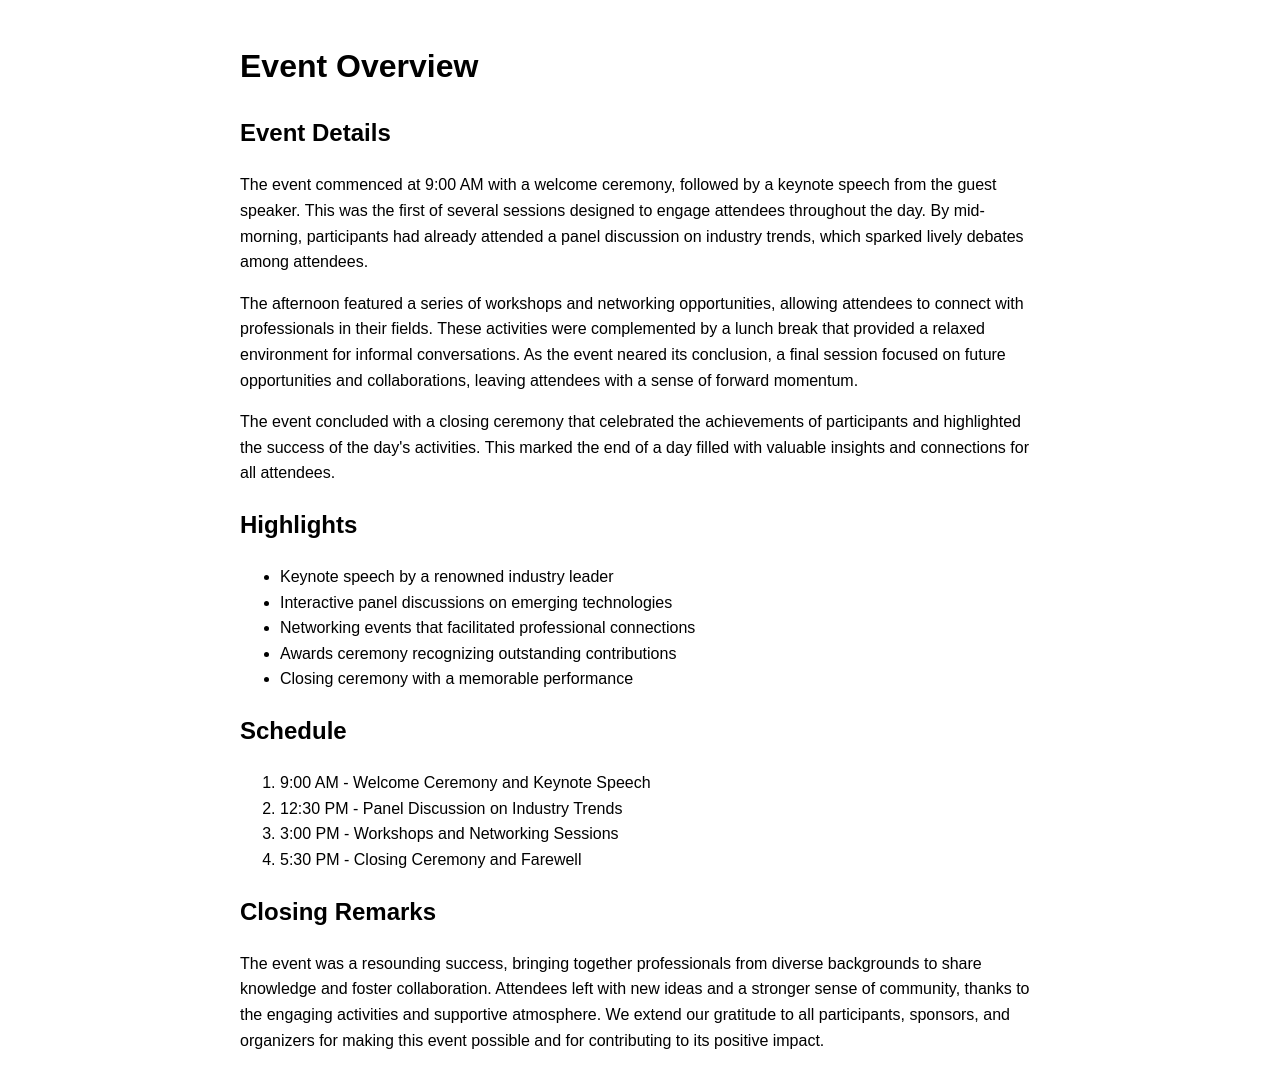 Event Overview
Event Details
The event commenced at 9:00 AM with a welcome ceremony, followed by a keynote speech from the guest
speaker. This was the first of several sessions designed to engage attendees throughout the day. By mid-
morning, participants had already attended a panel discussion on industry trends, which sparked lively debates
among attendees.
The afternoon featured a series of workshops and networking opportunities, allowing attendees to connect with
professionals in their fields. These activities were complemented by a lunch break that provided a relaxed
environment for informal conversations. As the event neared its conclusion, a final session focused on future
opportunities and collaborations, leaving attendees with a sense of forward momentum.
The event concluded with a closing ceremony that celebrated the achievements of participants and highlighted
the success of the day's activities. This marked the end of a day filled with valuable insights and connections for
all attendees.
Highlights
• Keynote speech by a renowned industry leader
• Interactive panel discussions on emerging technologies
• Networking events that facilitated professional connections
• Awards ceremony recognizing outstanding contributions
• Closing ceremony with a memorable performance
Schedule
1. 9:00 AM - Welcome Ceremony and Keynote Speech
2. 12:30 PM - Panel Discussion on Industry Trends
3. 3:00 PM - Workshops and Networking Sessions
4. 5:30 PM - Closing Ceremony and Farewell
Closing Remarks
The event was a resounding success, bringing together professionals from diverse backgrounds to share
knowledge and foster collaboration. Attendees left with new ideas and a stronger sense of community, thanks to
the engaging activities and supportive atmosphere. We extend our gratitude to all participants, sponsors, and
organizers for making this event possible and for contributing to its positive impact.